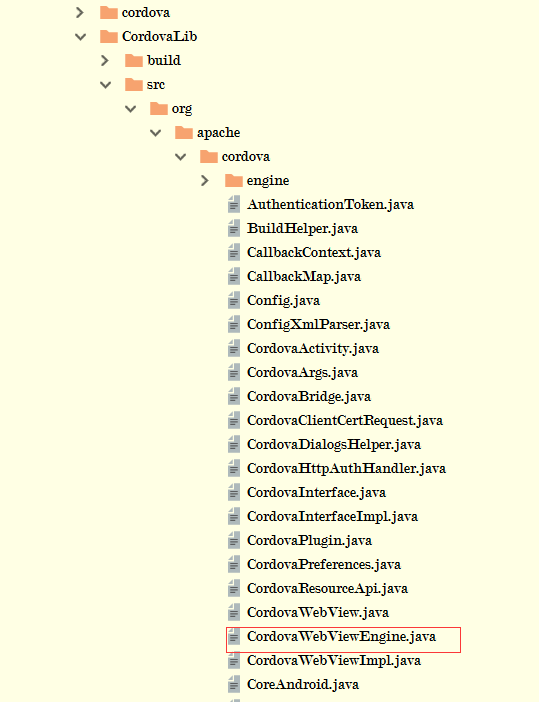 cordova
CordovaLib
build
src
org
apache
cordova
engine
AuthenticationToken.java
BuildHelper.java
CallbackContext.java
CallbackMap.java
Config.java
ConfigXmlParser.java
CordovaActivity.java
CordovaArgs.java
CordovaBridge.java
CordovaClientCertRequest.java
CordovaDialogsHelper.java
CordovaHttpAuthHandler.java
CordovaInterface.java
CordovaInterfaceImpl.java
CordovaPlugin.java
CordovaPreferences.java
CordovaResourceApi.java
CordovaWebView.java
CordovaWebViewEngine.java
CordovaWebViewImpl.java
CoreAndroid.java